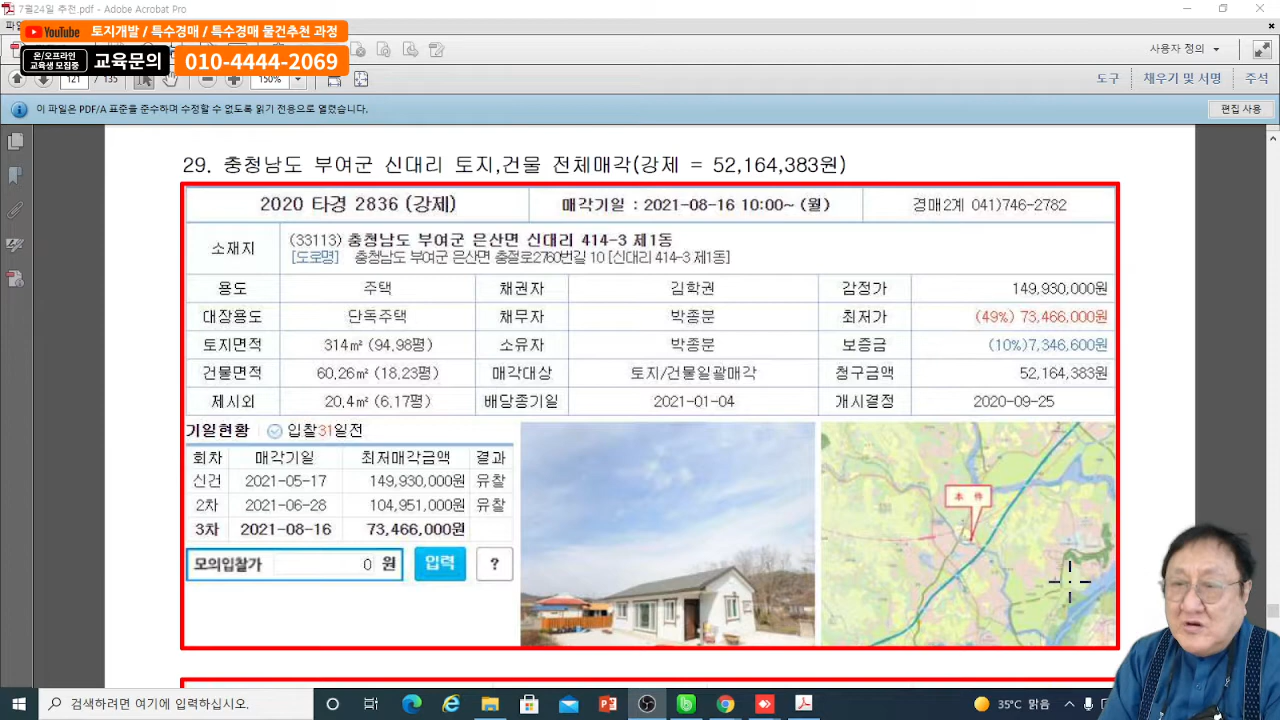 7월24일 추천.pdf - Adobe Acrobat Pro
YouTube 토지개발 / 특수경매 / 특수경매 물건추천 과정
온/오프라인 교육생 모집중 교육문의 010-4444-2069
사용자 정의
121 / 135 150%
도구 채우기 및 서명 주석
이 파일은 PDF/A 표준을 준수하며 수정할 수 없도록 읽기 전용으로 열렸습니다.
편집 사용
29. 충청남도 부여군 신대리 토지,건물 전체매각(강제 = 52,164,383원)
2020 타경 2836 (강제) 매각기일 : 2021-08-16 10:00~ (월) 경매2계 041)746-2782
소재지 (33113) 충청남도 부여군 은산면 신대리 414-3 제1동
[도로명] 충청남도 부여군 은산면 충절로2760번길 10 [신대리 414-3 제1동]
용도 주택 채권자 김학권 감정가 149,930,000원
대장용도 단독주택 채무자 박종분 최저가 (49%) 73,466,000원
토지면적 314㎡ (94,98평) 소유자 박종분 보증금 (10%)7,346,600원
건물면적 60,26㎡ (18,23평) 매각대상 토지/건물일괄매각 청구금액 52,164,383원
제시외 20,4㎡ (6,17평) 배당종기일 2021-01-04 개시결정 2020-09-25
기일현황 입찰31일전
회차 매각기일 최저매각금액 결과
신건 2021-05-17 149,930,000원 유찰
2차 2021-06-28 104,951,000원 유찰
3차 2021-08-16 73,466,000원
모의입찰가 0 원 입력 ?
本 件
검색하려면 여기에 입력하십시오.
35℃ 맑음